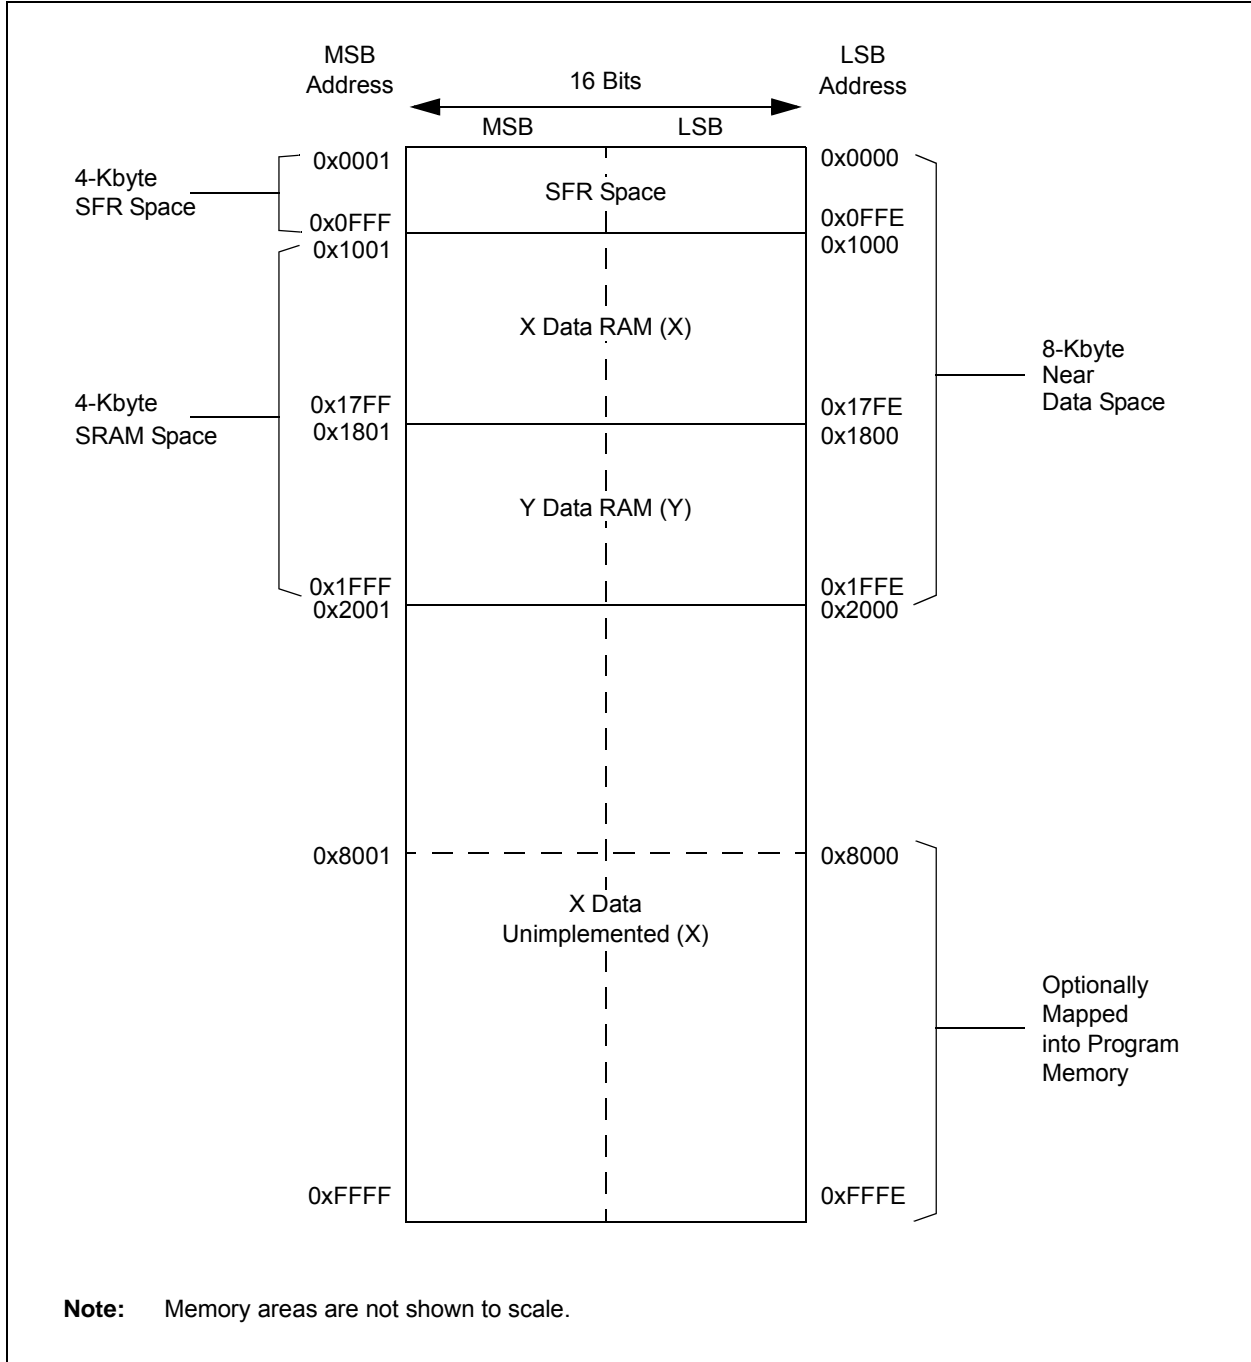 MSB
Address
LSB
Address
16 Bits
MSB
LSB
0x0001
0x0000
4-Kbyte
SFR Space
SFR Space
0x0FFF
0x0FFE
0x1001
0x1000
X Data RAM (X)
8-Kbyte
Near
Data Space
4-Kbyte
SRAM Space
0x17FF
0x17FE
0x1801
0x1800
Y Data RAM (Y)
0x1FFF
0x1FFE
0x2001
0x2000
0x8001
0x8000
X Data
Unimplemented (X)
Optionally
Mapped
into Program
Memory
0xFFFF
0xFFFE
Note: Memory areas are not shown to scale.